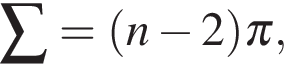 ∑ = (n − 2)π,